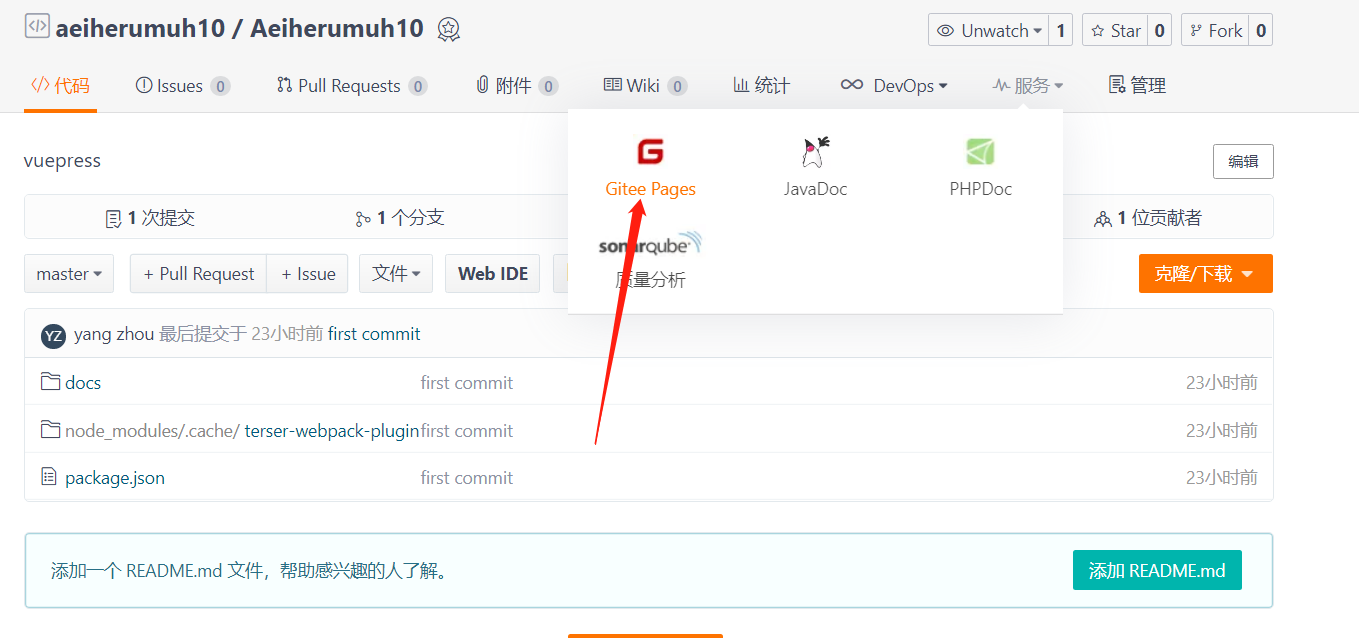 aeiherumuh10 / Aeiherumuh10
Unwatch 1 Star 0 Fork 0
代码 Issues 0 Pull Requests 0 附件 0 Wiki 0 统计 DevOps 服务 管理
vuepress
编辑
Gitee Pages JavaDoc PHPDoc
sonarqube
质量分析
1 次提交 1 个分支 1 位贡献者
master + Pull Request + Issue 文件 Web IDE 克隆/下载
YZ yang zhou 最后提交于 23小时前 first commit
docs first commit 23小时前
node_modules/.cache/ terser-webpack-plugin first commit 23小时前
package.json first commit 23小时前
添加一个 README.md 文件，帮助感兴趣的人了解。 添加 README.md